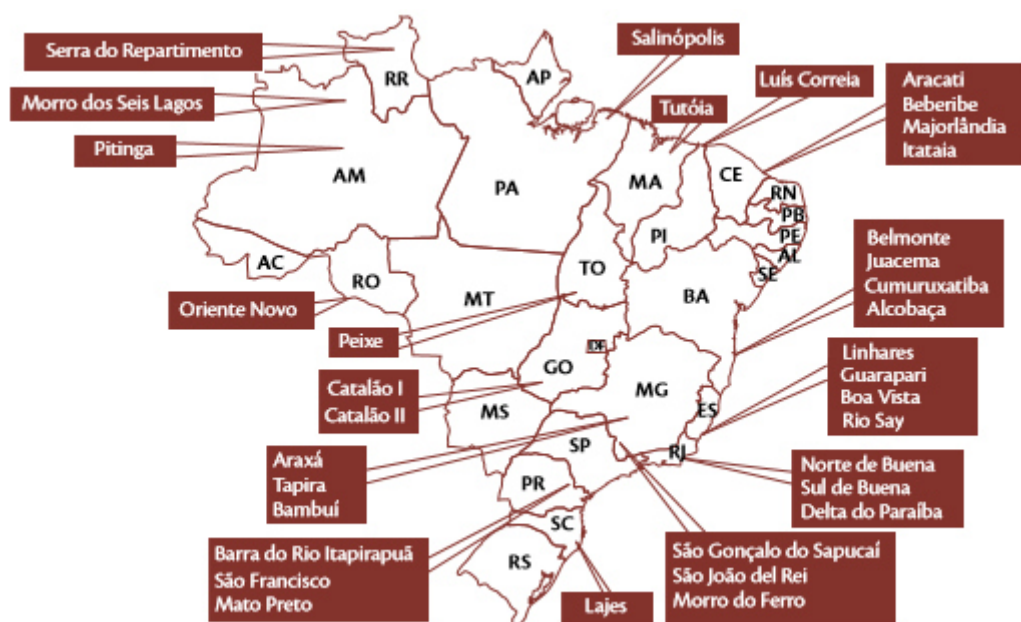 Serra do Repartimento
Morro dos Seis Lagos
Pitinga
Salinópolis
Luís Correia
Tutóia
Aracati
Beberibe
Majorlândia
Itataia
RR
AP
AM
PA
MA
CE
RN
PB
PE
AL
SE
PI
TO
BA
AC
RO
MT
Oriente Novo
Peixe
Belmonte
Juacema
Cumuruxatiba
Alcobaça
DF
GO
MG
ES
MS
SP
RJ
PR
SC
RS
Catalão I
Catalão II
Linhares
Guarapari
Boa Vista
Rio Say
Araxá
Tapira
Bambuí
Norte de Buena
Sul de Buena
Delta do Paraíba
Barra do Rio Itapirapuã
São Francisco
Mato Preto
Lajes
São Gonçalo do Sapucaí
São João del Rei
Morro do Ferro